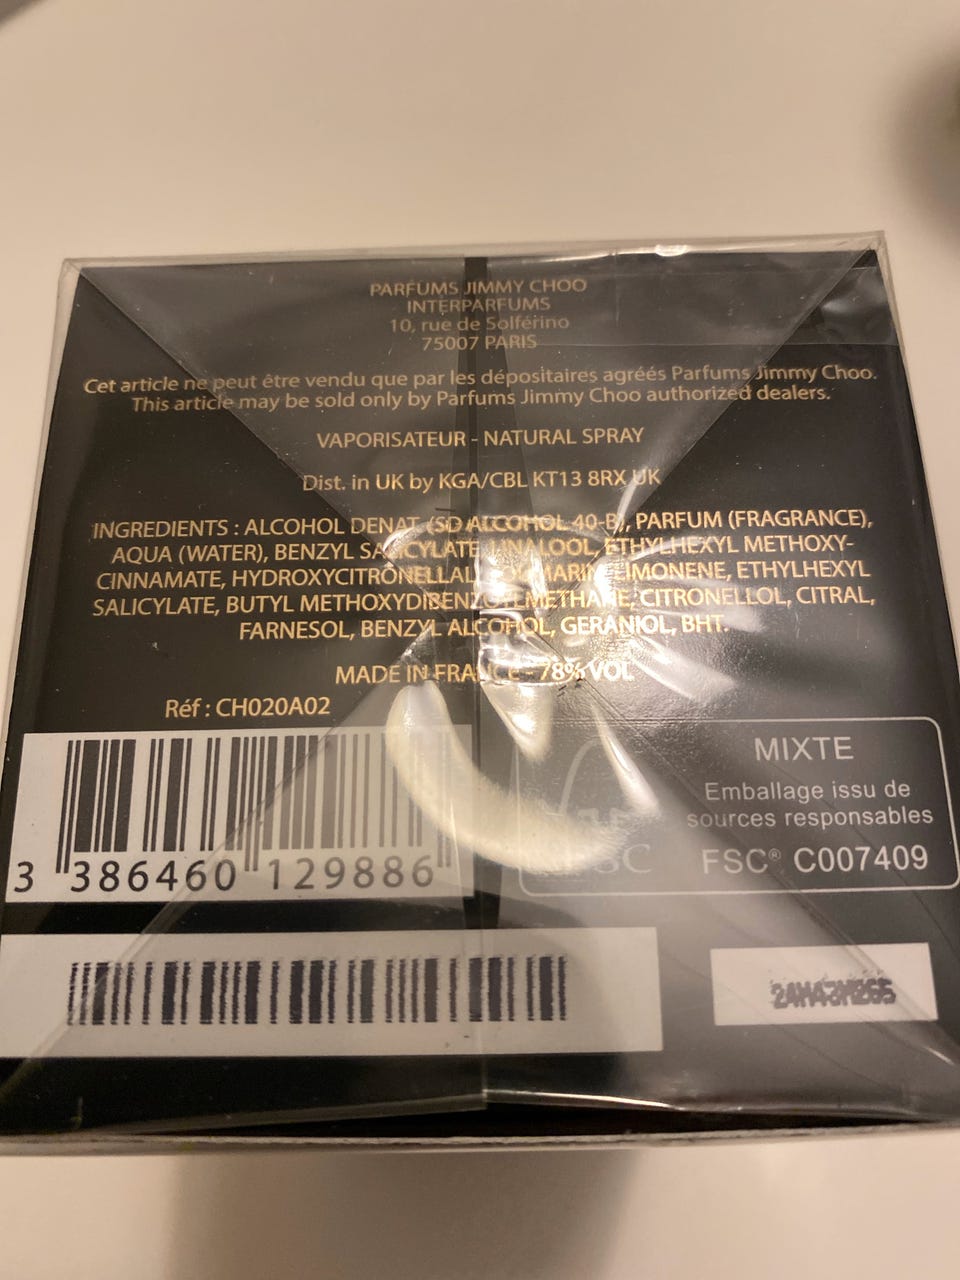 PARFUMS JIMMY CHOO
INTERPARFUMS
10, rue de Solférino
75007 PARIS
Cet article ne peut être vendu que par les dépositaires agréés Parfums Jimmy Choo.
This article may be sold only by Parfums Jimmy Choo authorized dealers.
VAPORISATEUR - NATURAL SPRAY
Dist. in UK by KGA/CBL KT13 8RX UK
INGREDIENTS : ALCOHOL DENAT. (SD ALCOHOL 40-B), PARFUM (FRAGRANCE),
AQUA (WATER), BENZYL SALICYLATE, LINALOOL, ETHYLHEXYL METHOXY-
CINNAMATE, HYDROXYCITRONELLAL, LIMONENE, ETHYLHEXYL
SALICYLATE, BUTYL METHOXYDIBENZOYLMETHANE, CITRONELLOL, CITRAL,
FARNESOL, BENZYL ALCOHOL, GERANIOL, BHT.
MADE IN FRANCE - 78% VOL
Réf : CH020A02
MIXTE
Emballage issu de
sources responsables
FSC
FSC® C007409
3 386460 129886